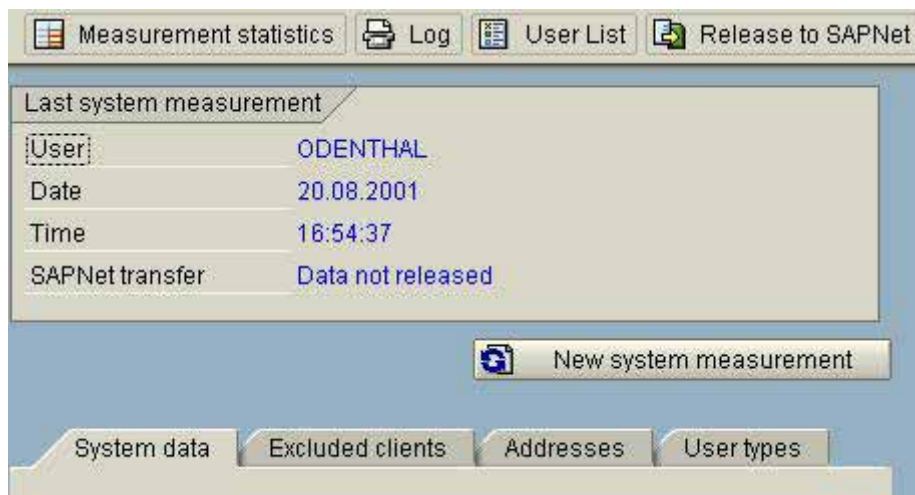 Measurement statistics Log User List Release to SAPNet
Last system measurement
User ODENTHAL
Date 20.08.2001
Time 16:54:37
SAPNet transfer Data not released
New system measurement
System data Excluded clients Addresses User types